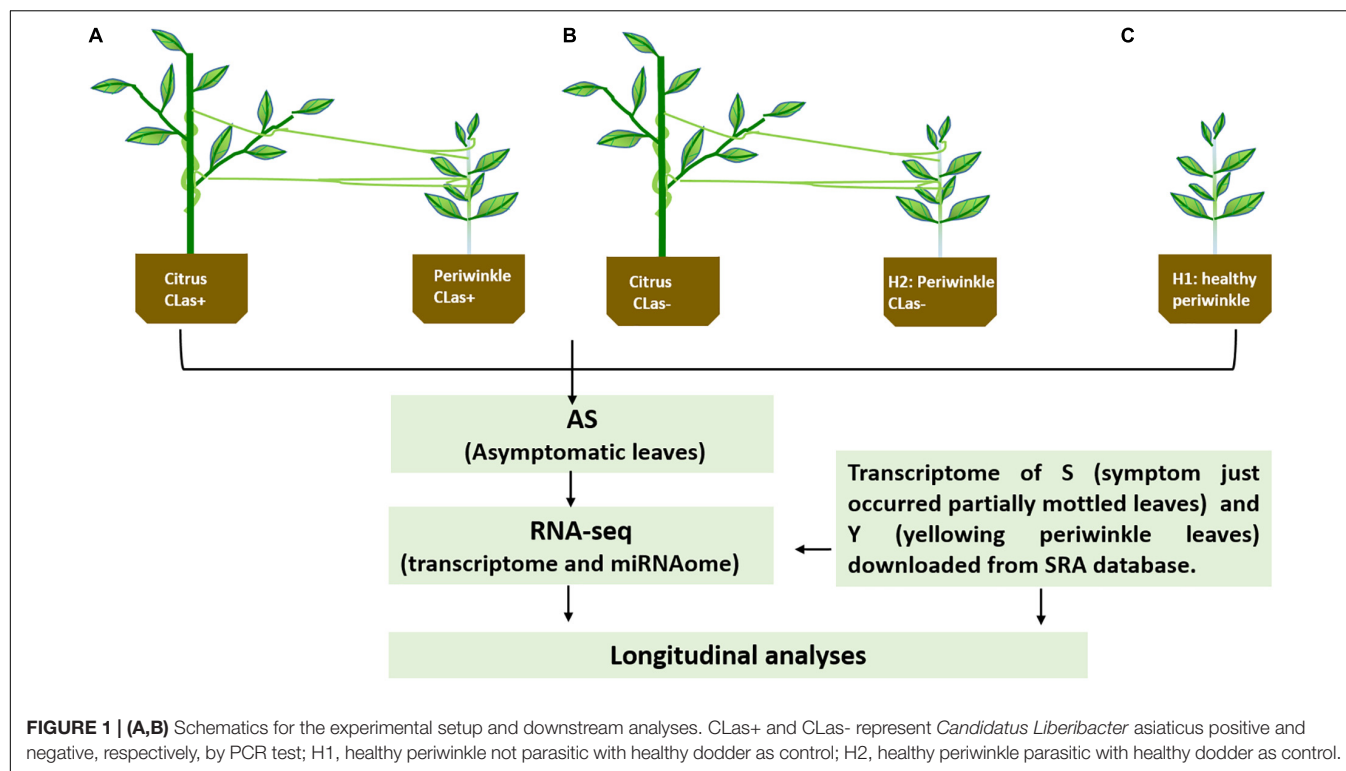 A
B
C
Citrus
CLas+
Periwinkle
CLas+
Citrus
CLas-
H2: Periwinkle
CLas-
H1: healthy
periwinkle
AS
(Asymptomatic leaves)
RNA-seq
(transcriptome and miRNAome)
Transcriptome of S (symptom just
occurred partially mottled leaves) and
Y (yellowing periwinkle leaves)
downloaded from SRA database.
Longitudinal analyses
FIGURE 1 | (A,B) Schematics for the experimental setup and downstream analyses. CLas+ and CLas- represent Candidatus Liberibacter asiaticus positive and
negative, respectively, by PCR test; H1, healthy periwinkle not parasitic with healthy dodder as control; H2, healthy periwinkle parasitic with healthy dodder as control.